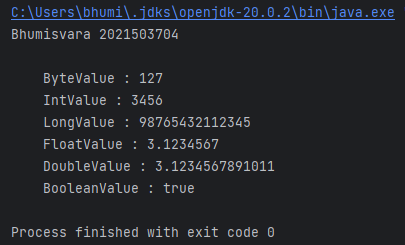 C:\Users\bhumi\.jdks\openjdk-20.0.2\bin\java.exe
Bhumisvara 2021503704
ByteValue : 127
IntValue : 3456
LongValue : 98765432112345
FloatValue : 3.1234567
DoubleValue : 3.1234567891011
BooleanValue : true
Process finished with exit code 0